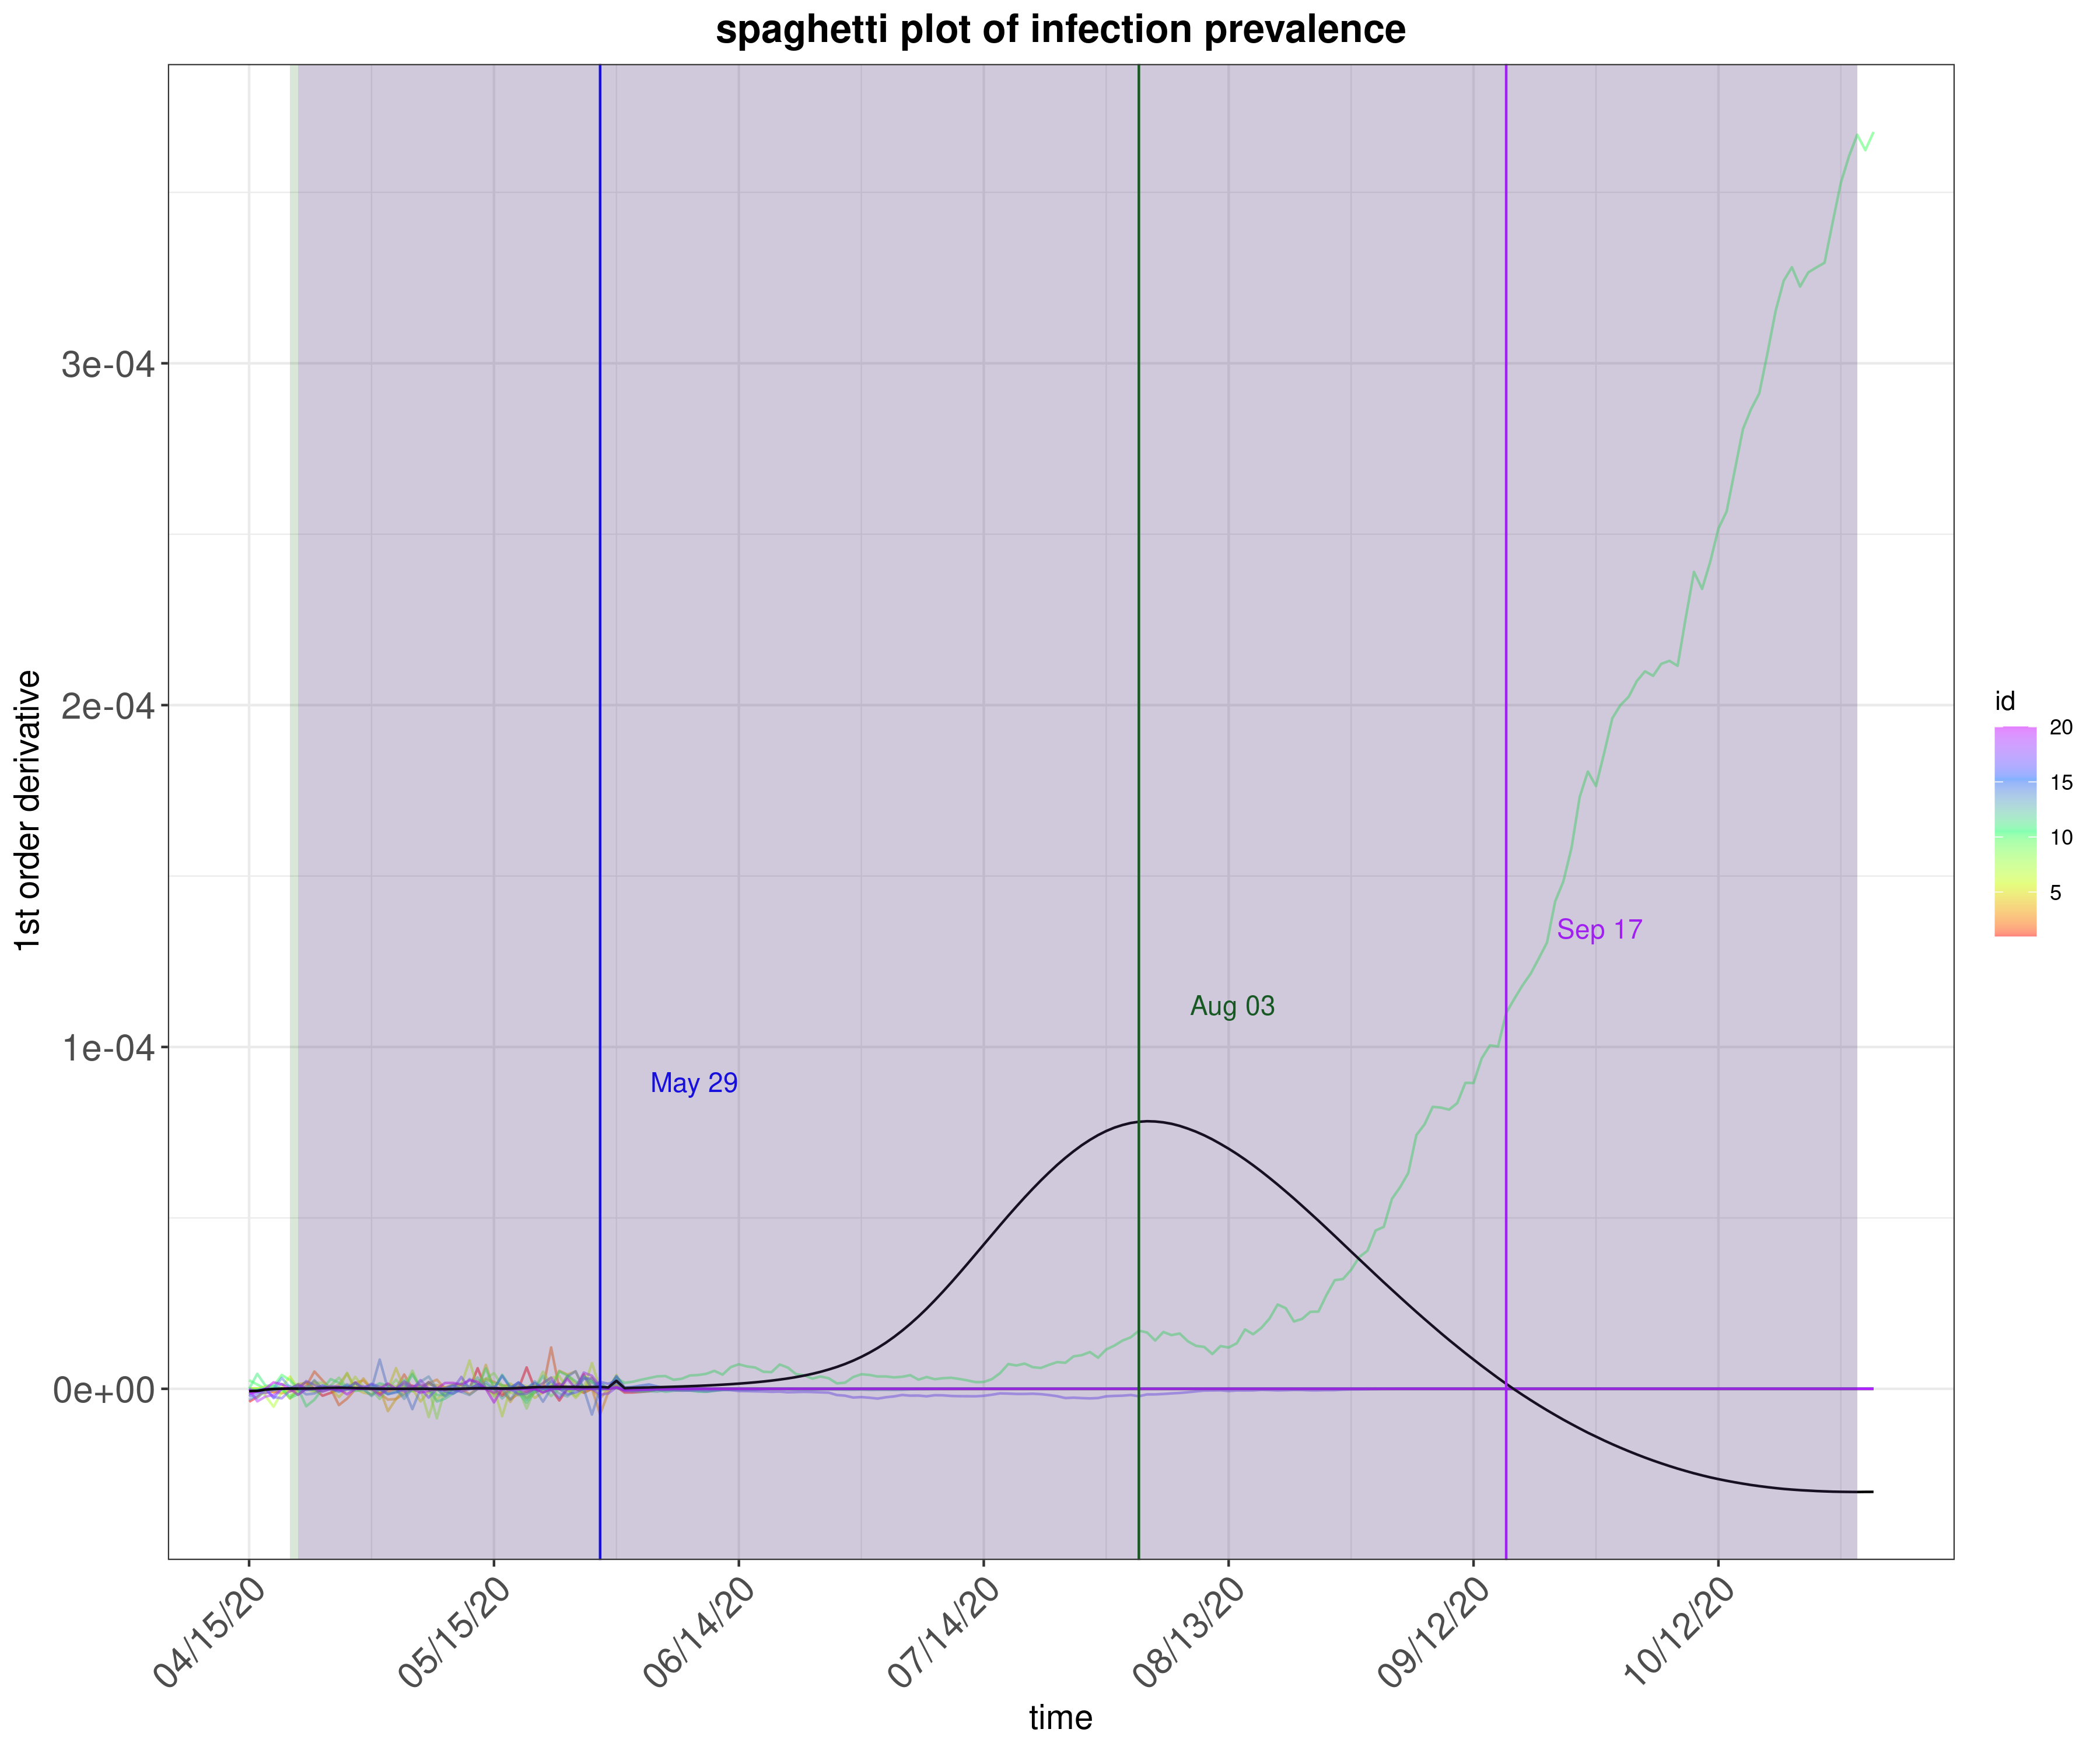 spaghetti plot of infection prevalence
1st order derivative
3e-04
2e-04
1e-04
0e+00
Sep 17
Aug 03
May 29
id
20
15
10
5
04/15/20
05/15/20
06/14/20
07/14/20
08/13/20
09/12/20
10/12/20
time